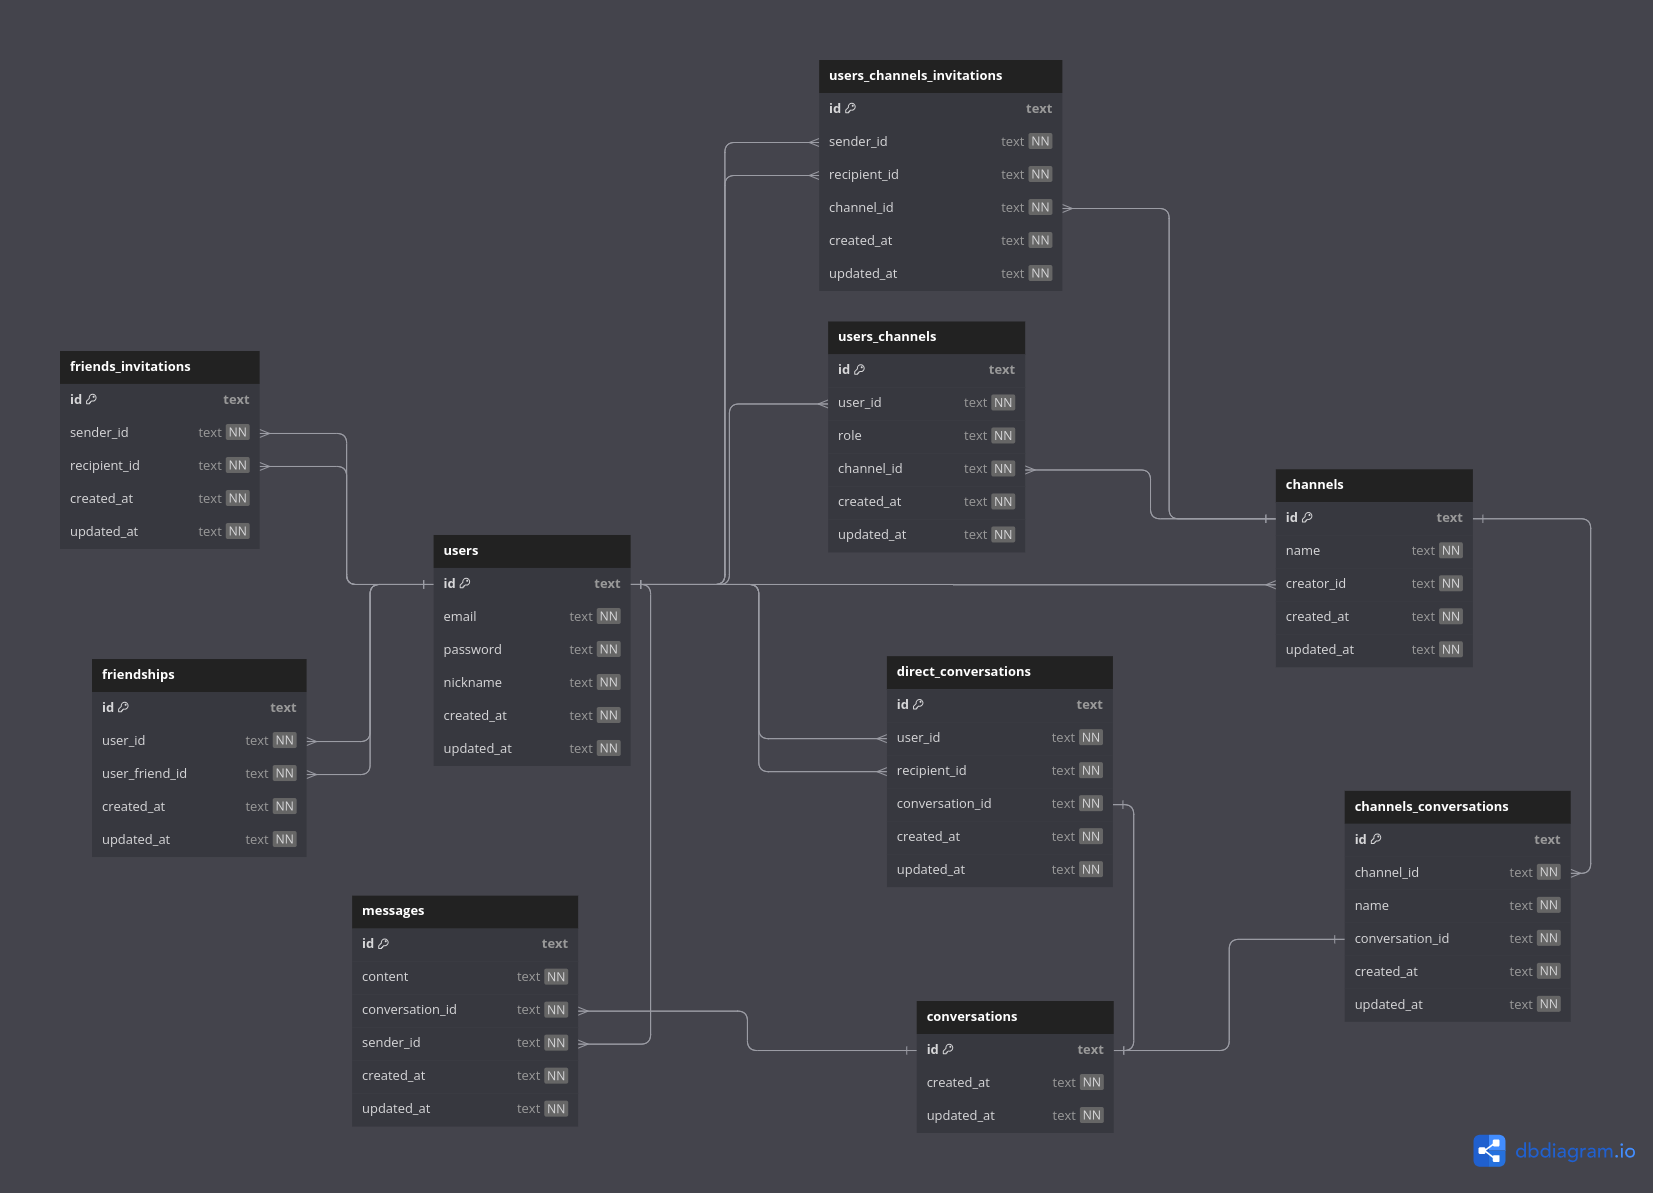 users_channels_invitations
id text
sender_id text NN
recipient_id text NN
channel_id text NN
created_at text NN
updated_at text NN
users_channels
id text
user_id text NN
role text NN
channel_id text NN
created_at text NN
updated_at text NN
friends_invitations
id text
sender_id text NN
recipient_id text NN
created_at text NN
updated_at text NN
channels
id text
name text NN
creator_id text NN
created_at text NN
updated_at text NN
users
id text
email text NN
password text NN
nickname text NN
created_at text NN
updated_at text NN
friendships
id text
user_id text NN
user_friend_id text NN
created_at text NN
updated_at text NN
direct_conversations
id text
user_id text NN
recipient_id text NN
conversation_id text NN
created_at text NN
updated_at text NN
channels_conversations
id text
channel_id text NN
name text NN
conversation_id text NN
created_at text NN
updated_at text NN
messages
id text
content text NN
conversation_id text NN
sender_id text NN
created_at text NN
updated_at text NN
conversations
id text
created_at text NN
updated_at text NN
dbdiagram.io